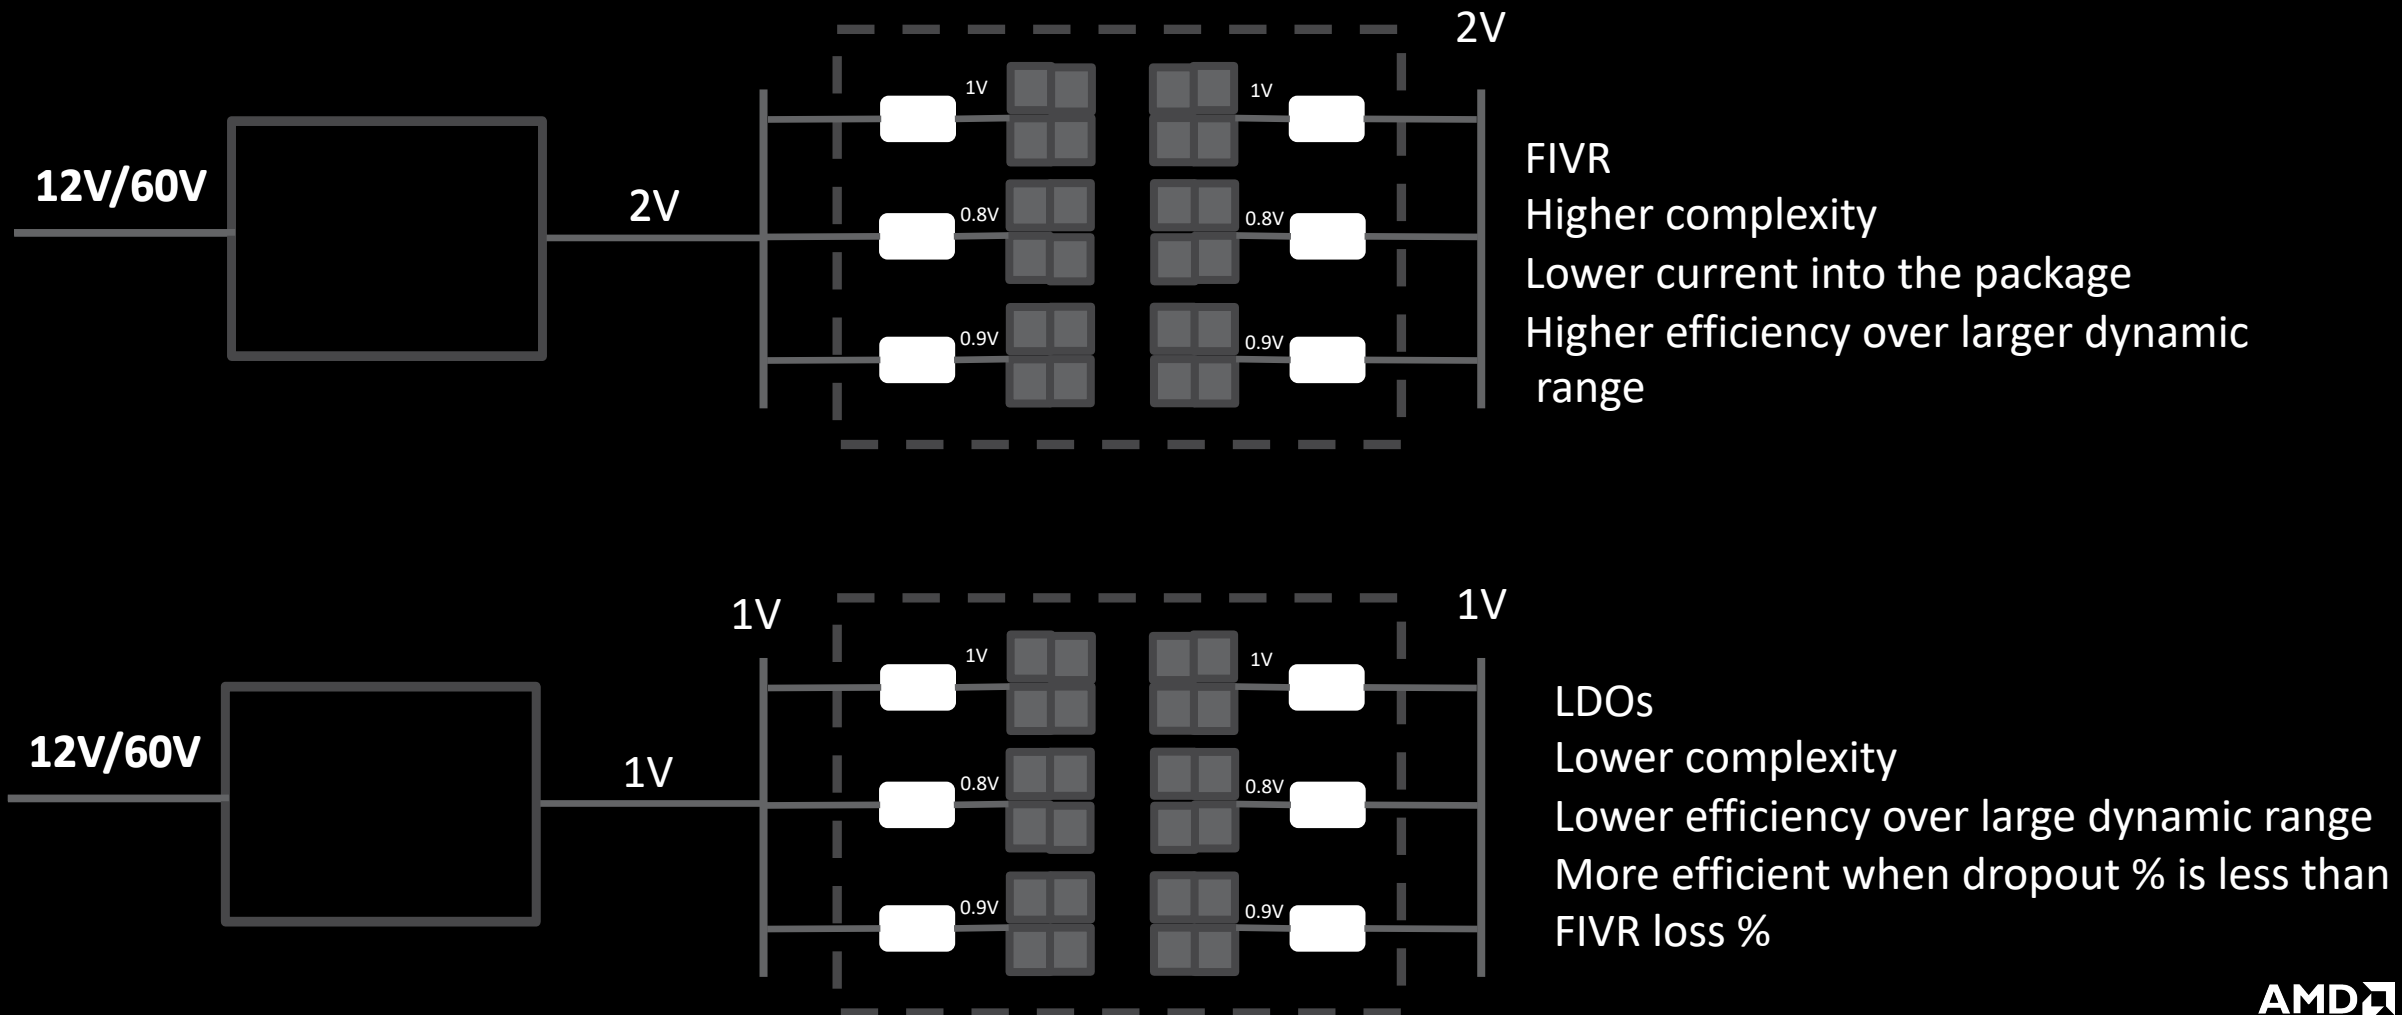 2V
1V
1V
12V/60V
2V
0.8V
0.8V
0.9V
0.9V
FIVR
Higher complexity
Lower current into the package
Higher efficiency over larger dynamic
range
1V
1V
1V
1V
12V/60V
1V
0.8V
0.8V
0.9V
0.9V
LDOs
Lower complexity
Lower efficiency over large dynamic range
More efficient when dropout % is less than
FIVR loss %
AMD